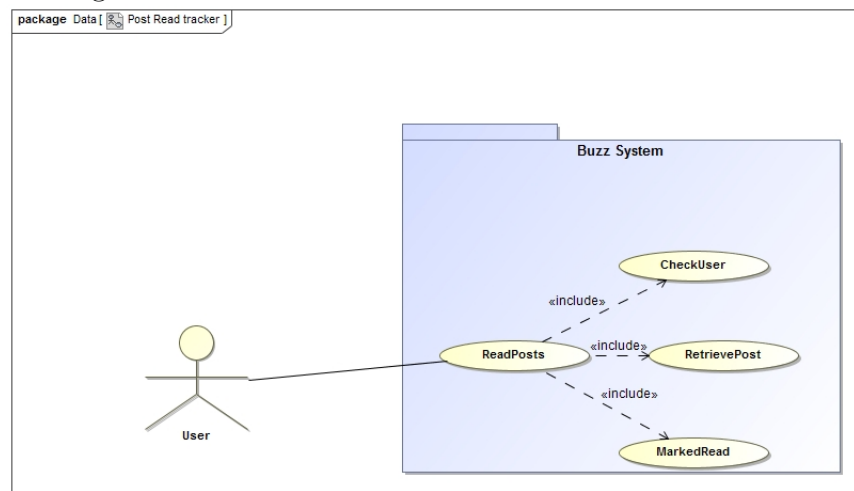 package Data [ Post Read tracker ]
Buzz System
CheckUser
«include»
ReadPosts
«include»
RetrievePost
«include»
User
MarkedRead